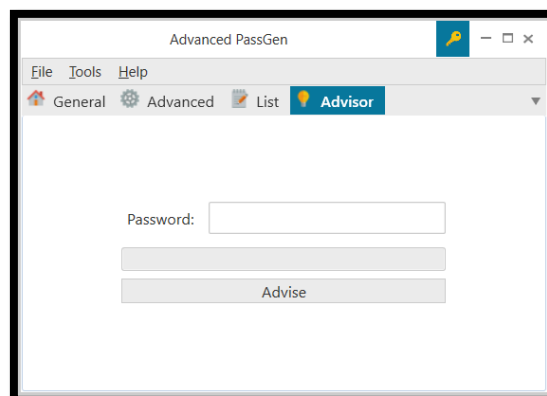 Advanced PassGen
File Tools Help
General Advanced List Advisor
Password:
Advise